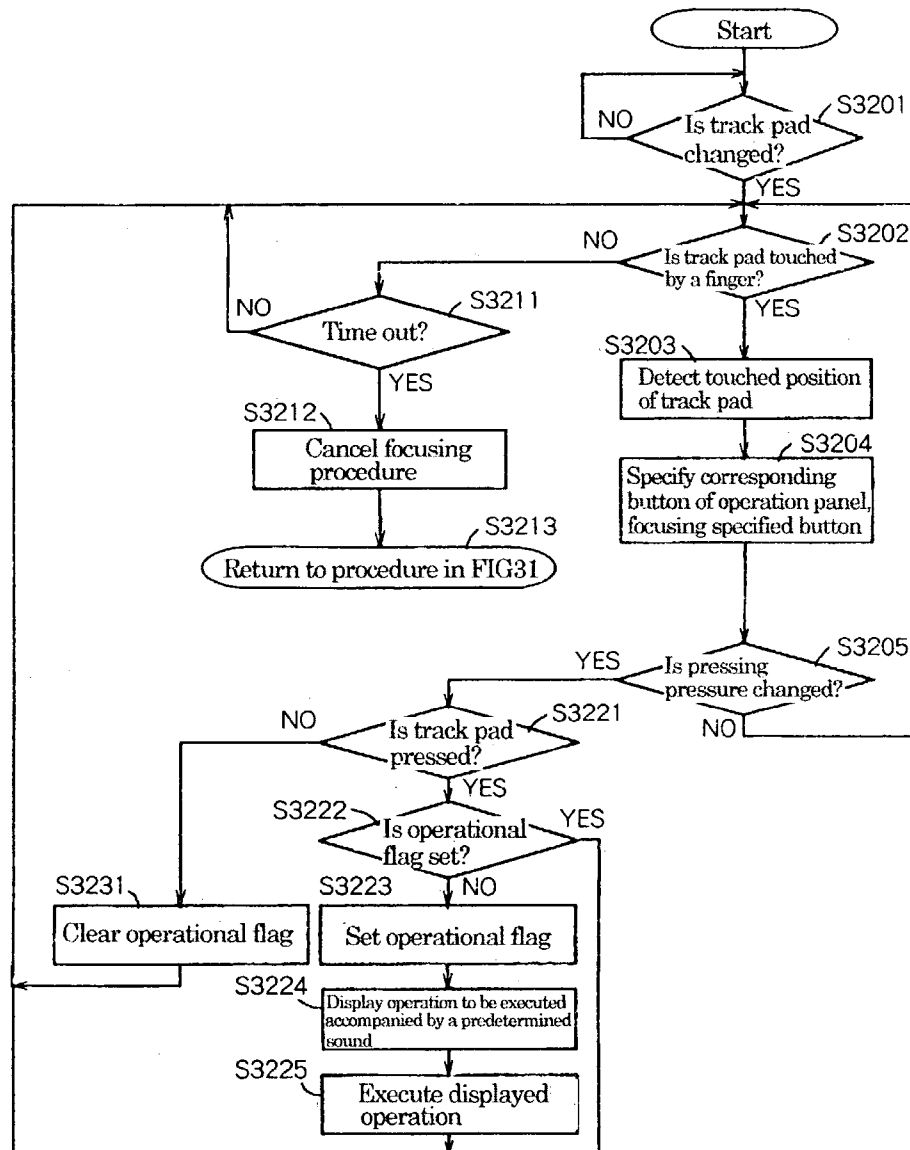 Start
S3201
NO
Is track pad
changed?
YES
S3202
NO
Is track pad touched
by a finger?
YES
S3211
NO
Time out?
YES
S3203
Detect touched position
of track pad
S3212
Cancel focusing
procedure
S3204
Specify corresponding
button of operation panel,
focusing specified button
S3213
Return to procedure in FIG31
S3205
YES
Is pressing
pressure changed?
NO
S3221
NO
Is track pad
pressed?
YES
S3222
YES
Is operational
flag set?
NO
S3231
Clear operational flag
S3223
Set operational flag
S3224
Display operation to be executed
accompanied by a predetermined
sound
S3225
Execute displayed
operation